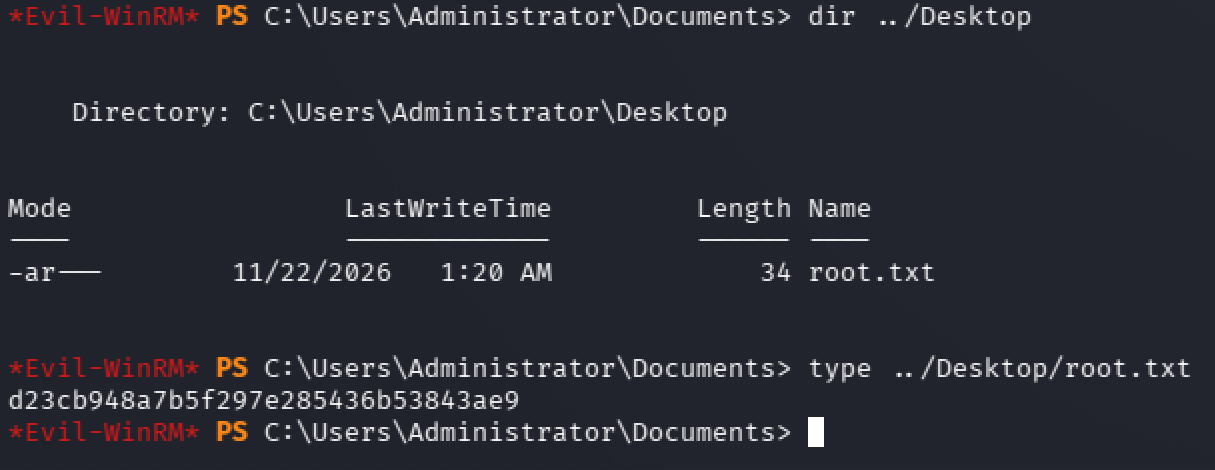 *Evil-WinRM* PS C:\Users\Administrator\Documents> dir ../Desktop
Directory: C:\Users\Administrator\Desktop
Mode                LastWriteTime         Length Name
----                -------------         ------ ----
-ar---        11/22/2026   1:20 AM             34 root.txt
*Evil-WinRM* PS C:\Users\Administrator\Documents> type ../Desktop/root.txt
d23cb948a7b5f297e285436b53843ae9
*Evil-WinRM* PS C:\Users\Administrator\Documents>